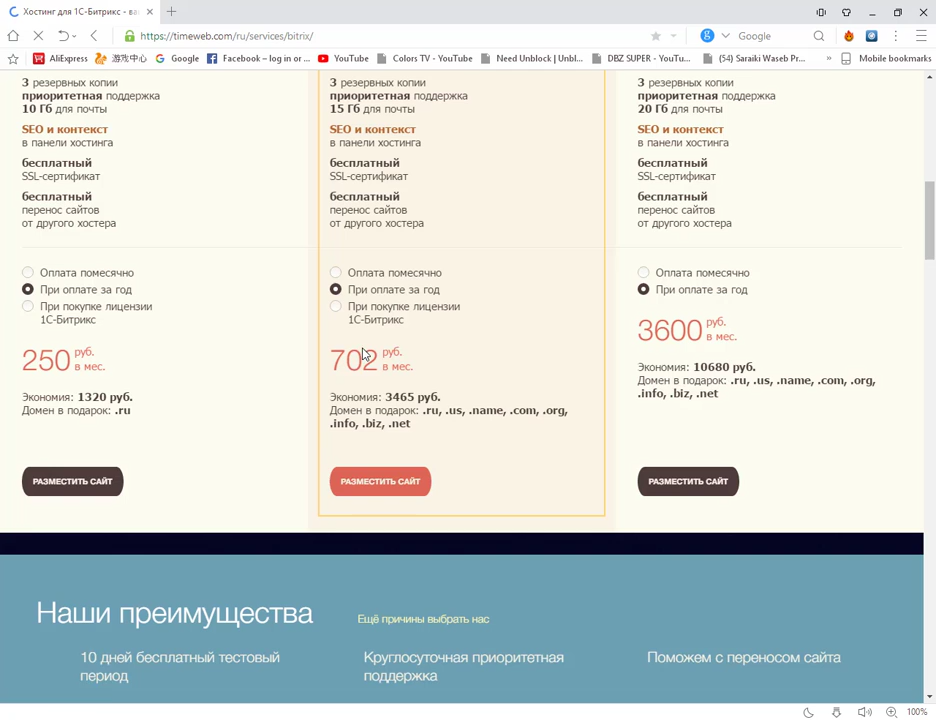 Хостинг для 1С-Битрикс - ва
https://timeweb.com/ru/services/bitrix/
Google
AliExpress
游戏中心
Google
Facebook – log in or ...
YouTube
Colors TV - YouTube
Need Unblock | Unbl...
DBZ SUPER - YouTu...
(54) Saraiki Waseb Pr...
»
Mobile bookmarks
3 резервных копии
приоритетная поддержка
10 Гб для почты
SEO и контекст
в панели хостинга
бесплатный
SSL-сертификат
бесплатный
перенос сайтов
от другого хостера
Оплата помесячно
При оплате за год
При покупке лицензии
1С-Битрикс
250 руб.
в мес.
Экономия: 1320 руб.
Домен в подарок: .ru
РАЗМЕСТИТЬ САЙТ
3 резервных копии
приоритетная поддержка
15 Гб для почты
SEO и контекст
в панели хостинга
бесплатный
SSL-сертификат
бесплатный
перенос сайтов
от другого хостера
Оплата помесячно
При оплате за год
При покупке лицензии
1С-Битрикс
702 руб.
в мес.
Экономия: 3465 руб.
Домен в подарок: .ru, .us, .name, .com, .org,
.info, .biz, .net
РАЗМЕСТИТЬ САЙТ
3 резервных копии
приоритетная поддержка
20 Гб для почты
SEO и контекст
в панели хостинга
бесплатный
SSL-сертификат
бесплатный
перенос сайтов
от другого хостера
Оплата помесячно
При оплате за год
3600 руб.
в мес.
Экономия: 10680 руб.
Домен в подарок: .ru, .us, .name, .com, .org,
.info, .biz, .net
РАЗМЕСТИТЬ САЙТ
Наши преимущества
Ещё причины выбрать нас
10 дней бесплатный тестовый
период
Круглосуточная приоритетная
поддержка
Поможем с переносом сайта
100%